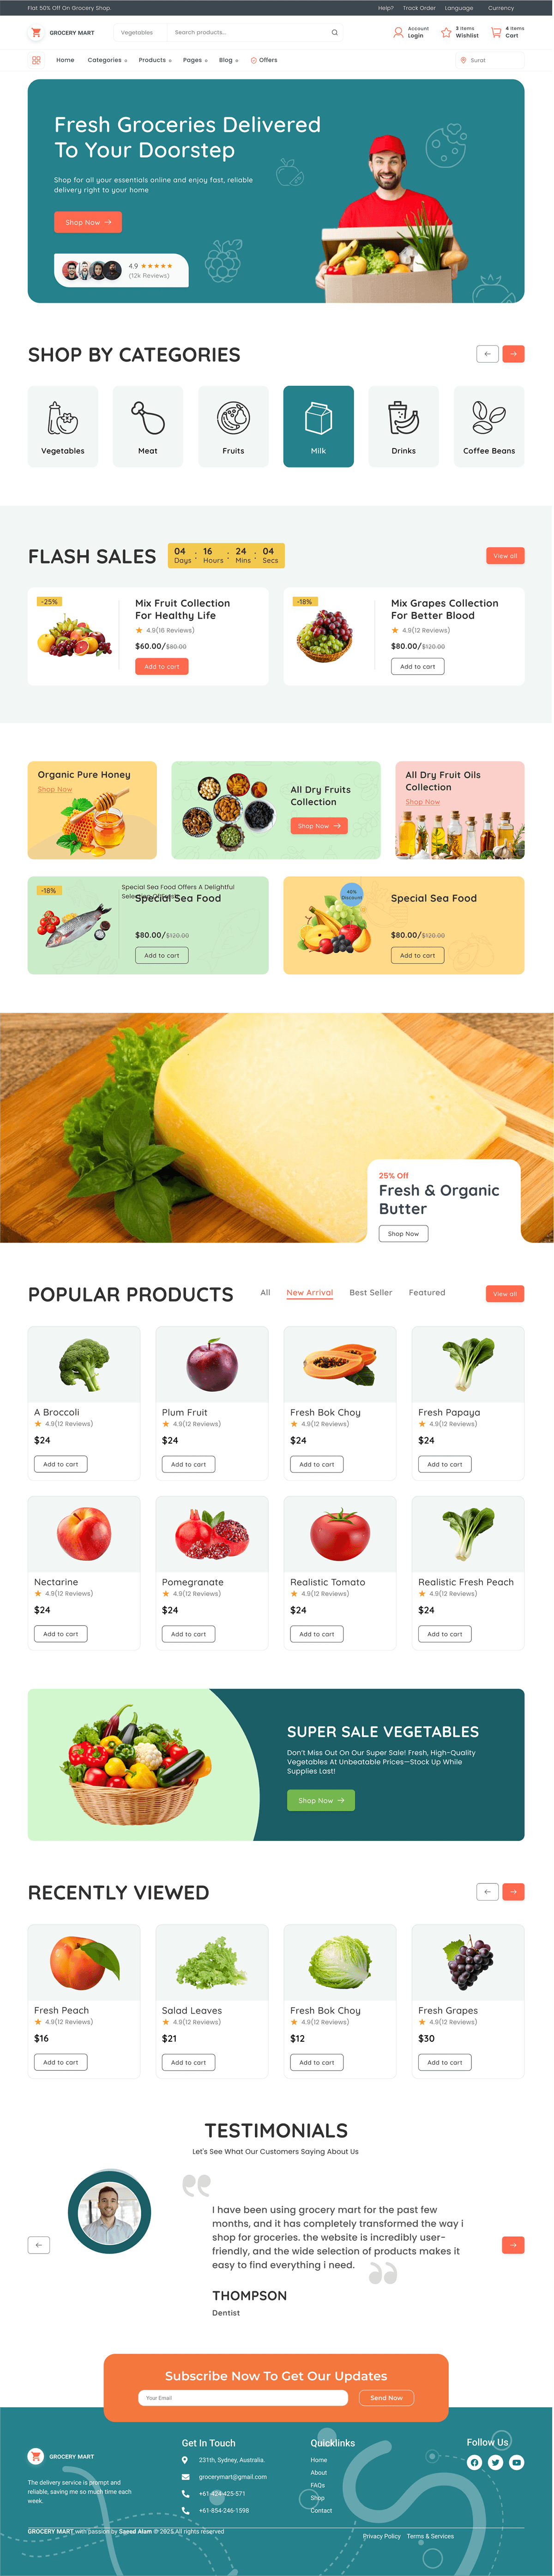 Flat 50% Off On Grocery Shop
Help? Track Order Language Currency
GROCERY MART
Vegetables
Search products...
Account
Login
3 Items
Wishlist
4 Items
Cart
Home Categories Products Pages Blog Offers
Surat
Fresh Groceries Delivered
To Your Doorstep
Shop for all your essentials online and enjoy fast, reliable
delivery right to your home
Shop Now →
4.9 ★★★★★
(12k Reviews)
SHOP BY CATEGORIES
Vegetables
Meat
Fruits
Milk
Drinks
Coffee Beans
FLASH SALES
04 : 16 : 24 : 04
Days Hours Mins Secs
View all
-25%
Mix Fruit Collection
For Healthy Life
4.9(16 Reviews)
$60.00/$80.00
Add to cart
-18%
Mix Grapes Collection
For Better Blood
4.9(12 Reviews)
$80.00/$120.00
Add to cart
Organic Pure Honey
Shop Now
All Dry Fruits
Collection
Shop Now →
All Dry Fruit Oils
Collection
Shop Now
-18%
Special Sea Food Offers A Delightful
Special Sea Food
$80.00/$120.00
Add to cart
40%
Discount
Special Sea Food
$80.00/$120.00
Add to cart
25% Off
Fresh & Organic
Butter
Shop Now
POPULAR PRODUCTS
All New Arrival Best Seller Featured
View all
A Broccoli
4.9(12 Reviews)
$24
Add to cart
Plum Fruit
4.9(12 Reviews)
$24
Add to cart
Fresh Bok Choy
4.9(12 Reviews)
$24
Add to cart
Fresh Papaya
4.9(12 Reviews)
$24
Add to cart
Nectarine
4.9(12 Reviews)
$24
Add to cart
Pomegranate
4.9(12 Reviews)
$24
Add to cart
Realistic Tomato
4.9(12 Reviews)
$24
Add to cart
Realistic Fresh Peach
4.9(12 Reviews)
$24
Add to cart
SUPER SALE VEGETABLES
Don't Miss Out On Our Super Sale! Fresh, High-Quality
Vegetables At Unbeatable Prices—Stock Up While
Supplies Last!
Shop Now →
RECENTLY VIEWED
Fresh Peach
4.9(12 Reviews)
$16
Add to cart
Salad Leaves
4.9(12 Reviews)
$21
Add to cart
Fresh Bok Choy
4.9(12 Reviews)
$12
Add to cart
Fresh Grapes
4.9(12 Reviews)
$30
Add to cart
TESTIMONIALS
Let's See What Our Customers Saying About Us
I have been using grocery mart for the past few
months, and it has completely transformed the way i
shop for groceries. the website is incredibly user-
friendly, and the wide selection of products makes it
easy to find everything i need.
THOMPSON
Dentist
Subscribe Now To Get Our Updates
Your Email
Send Now
GROCERY MART
The delivery service is prompt and
reliable, saving me so much time each
week.
Get In Touch
231th, Sydney, Australia.
grocerymart@gmail.com
+61-424-425-571
+61-854-246-1598
Quicklinks
Home
About
FAQs
Shop
Contact
Follow Us
GROCERY MART with passion by Saeed Alam © 2025.All rights reserved
Privacy Policy Terms & Services